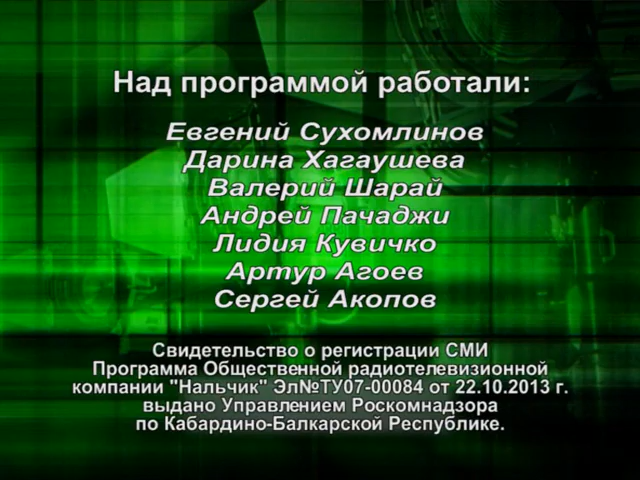 Над программой работали:
Евгений Сухомлинов
Дарина Хагаушева
Валерий Шарай
Андрей Пачаджи
Лидия Кувичко
Артур Агоев
Сергей Акопов
Свидетельство о регистрации СМИ
Программа Общественной радиотелевизионной
компании "Нальчик" Эл№ТУ07-00084 от 22.10.2013 г.
выдано Управлением Роскомнадзора
по Кабардино-Балкарской Республике.